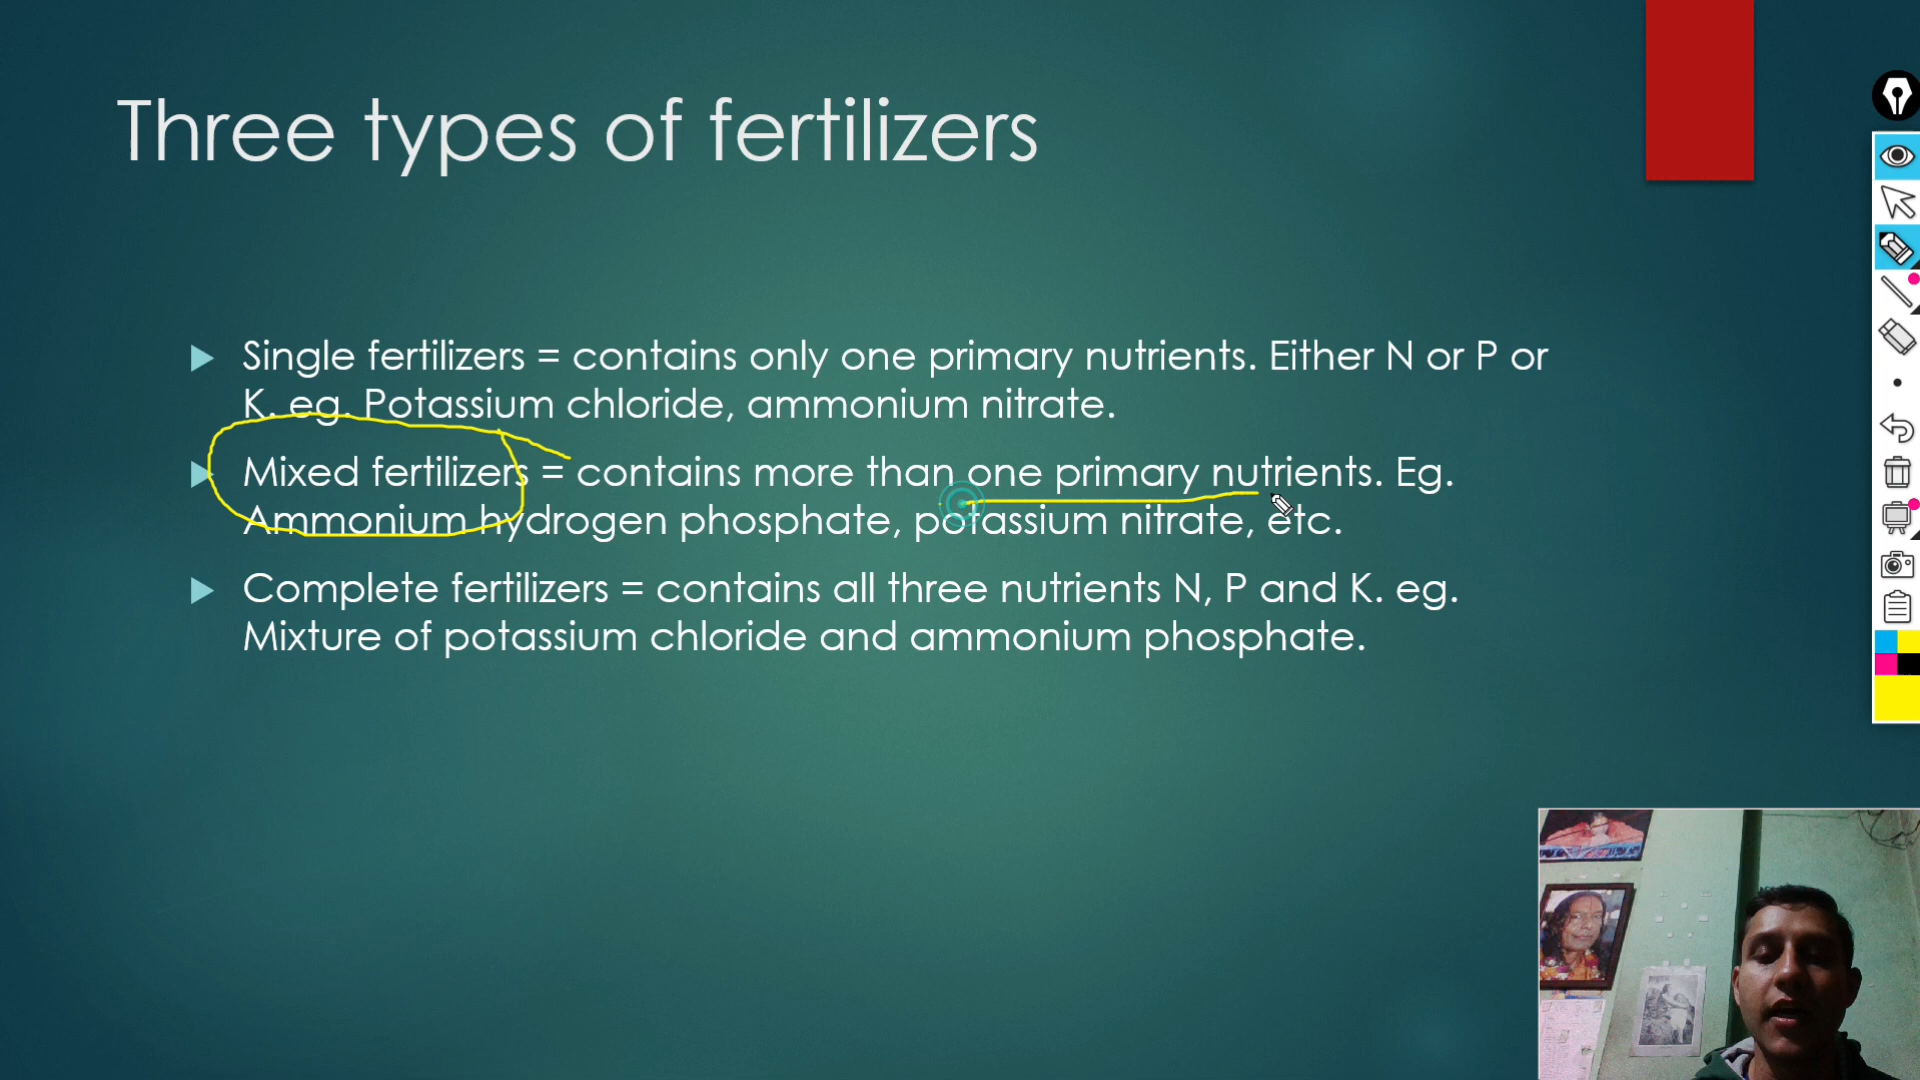 Three types of fertilizers
Single fertilizers = contains only one primary nutrients. Either N or P or
K. eg. Potassium chloride, ammonium nitrate.
Mixed fertilizers = contains more than one primary nutrients. Eg.
Ammonium hydrogen phosphate, potassium nitrate, etc.
Complete fertilizers = contains all three nutrients N, P and K. eg.
Mixture of potassium chloride and ammonium phosphate.